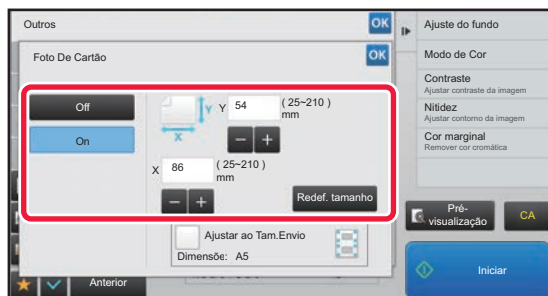 Outros
OK
Foto De Cartão
OK
Off
On
Y
Y
54
( 25~210 )
mm
X
X
86
( 25~210 )
mm
Redef. tamanho
Ajustar ao Tam.Envio
Dimensõe: A5
Anterior
Ajuste do fundo
Modo de Cor
Contraste
Ajustar contraste da imagem
Nitidez
Ajustar contorno da imagem
Cor marginal
Remover cor cromática
Pré-
visualização
CA
Iniciar